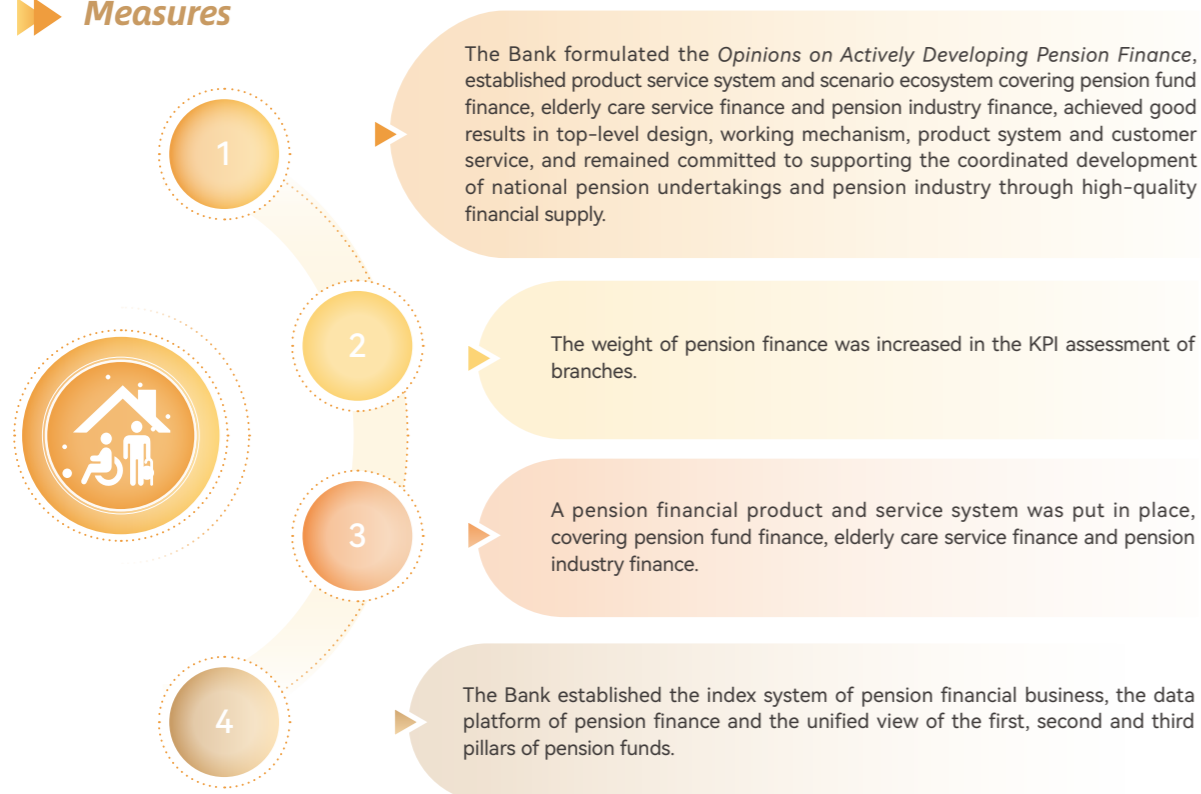 Measures
1
The Bank formulated the Opinions on Actively Developing Pension Finance,
established product service system and scenario ecosystem covering pension fund
finance, elderly care service finance and pension industry finance, achieved good
results in top-level design, working mechanism, product system and customer
service, and remained committed to supporting the coordinated development
of national pension undertakings and pension industry through high-quality
financial supply.
2
The weight of pension finance was increased in the KPI assessment of
branches.
3
A pension financial product and service system was put in place,
covering pension fund finance, elderly care service finance and pension
industry finance.
4
The Bank established the index system of pension financial business, the data
platform of pension finance and the unified view of the first, second and third
pillars of pension funds.